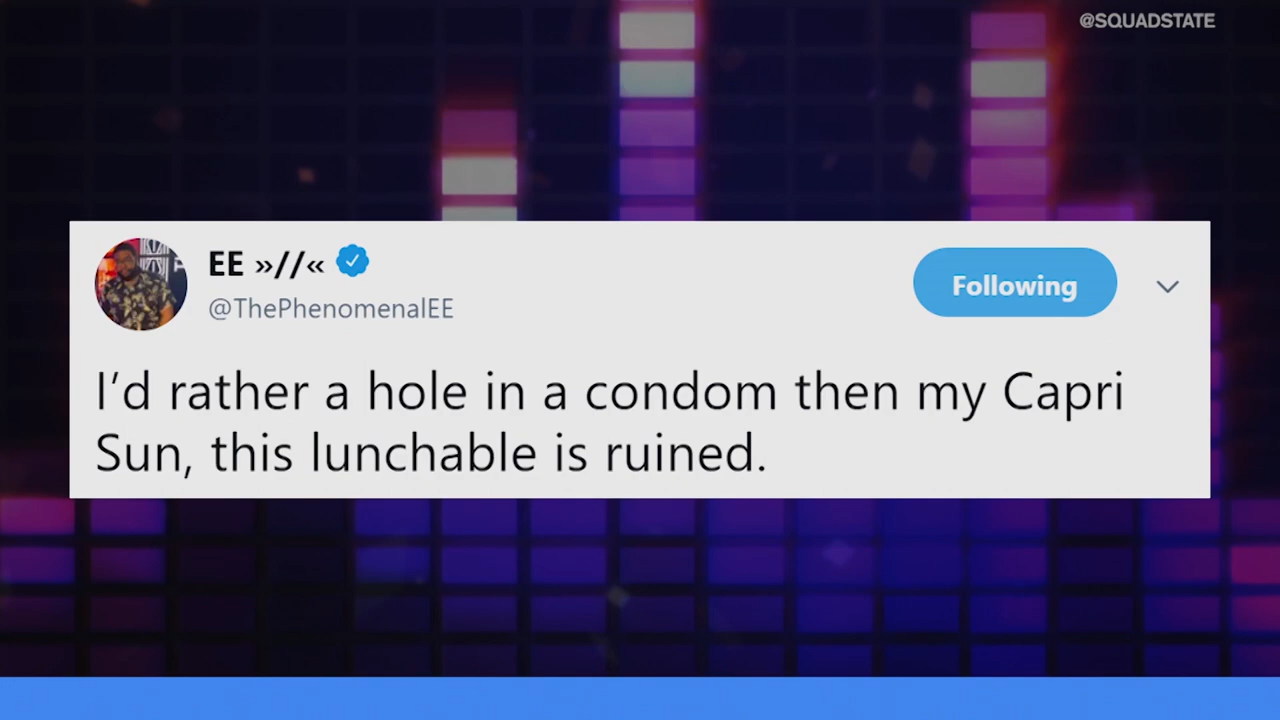 @SQUADSTATE
EE »//«
@ThePhenomenalEE
Following
I'd rather a hole in a condom then my Capri
Sun, this lunchable is ruined.